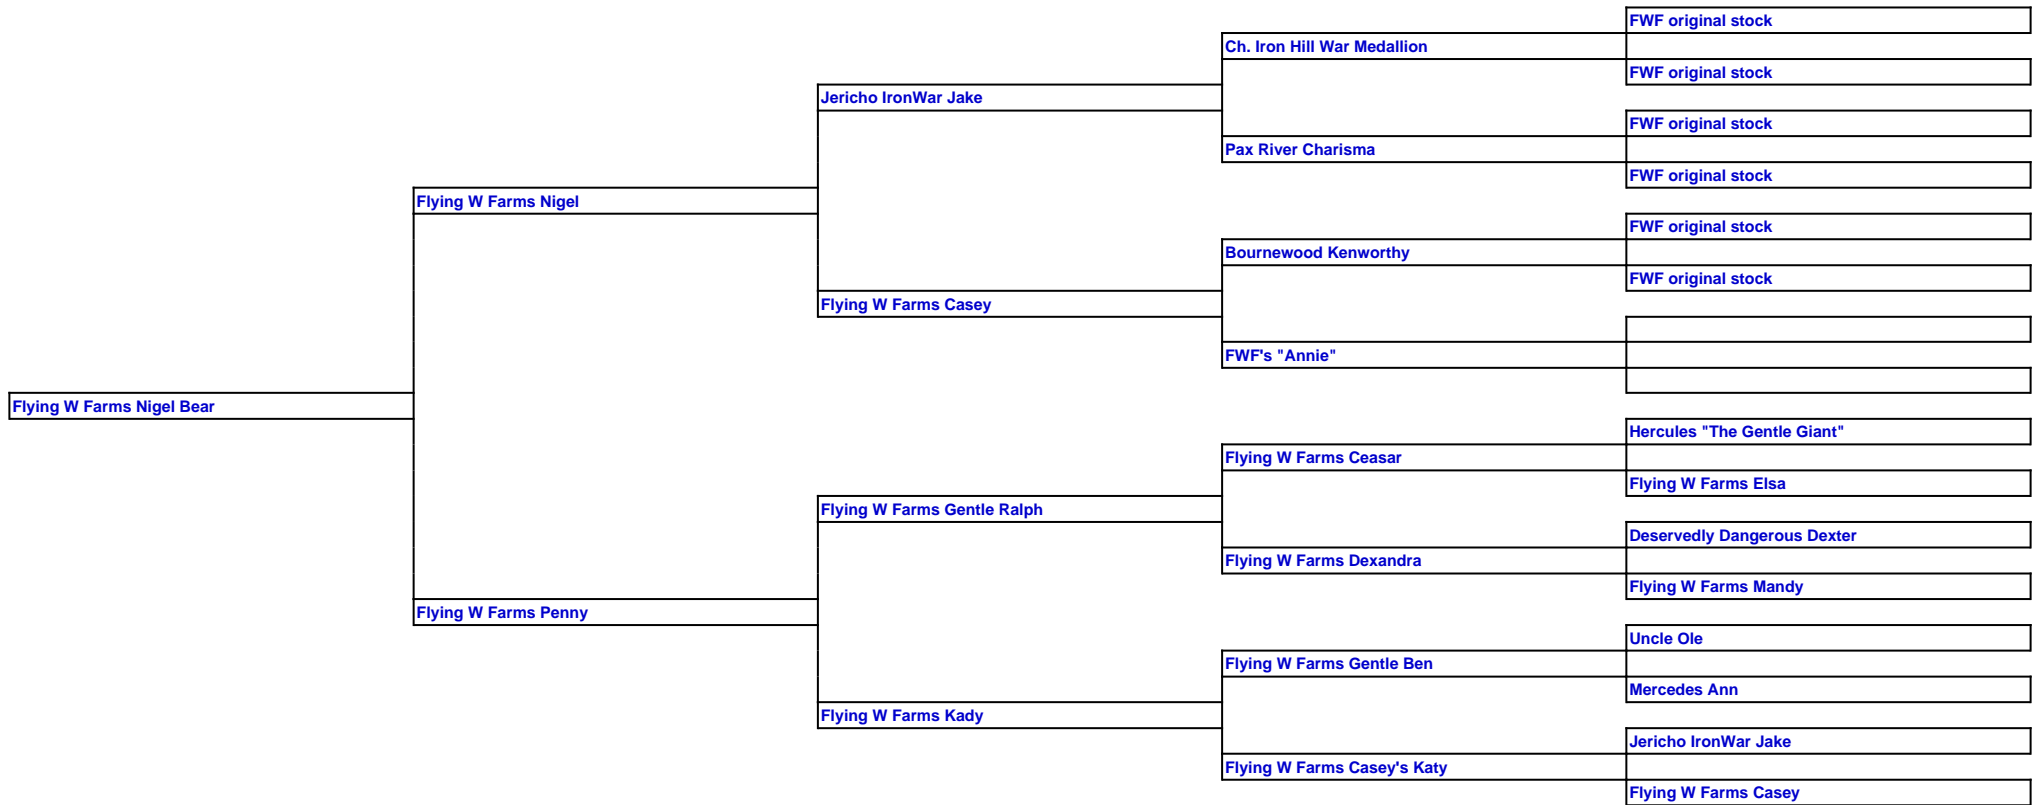 FWF original stock
Ch. Iron Hill War Medallion
FWF original stock
Jericho IronWar Jake
FWF original stock
Pax River Charisma
FWF original stock
Flying W Farms Nigel
FWF original stock
Bournewood Kenworthy
FWF original stock
Flying W Farms Casey
FWF's "Annie"
Flying W Farms Nigel Bear
Hercules "The Gentle Giant"
Flying W Farms Ceasar
Flying W Farms Elsa
Flying W Farms Gentle Ralph
Deservedly Dangerous Dexter
Flying W Farms Dexandra
Flying W Farms Mandy
Flying W Farms Penny
Uncle Ole
Flying W Farms Gentle Ben
Mercedes Ann
Flying W Farms Kady
Jericho IronWar Jake
Flying W Farms Casey's Katy
Flying W Farms Casey